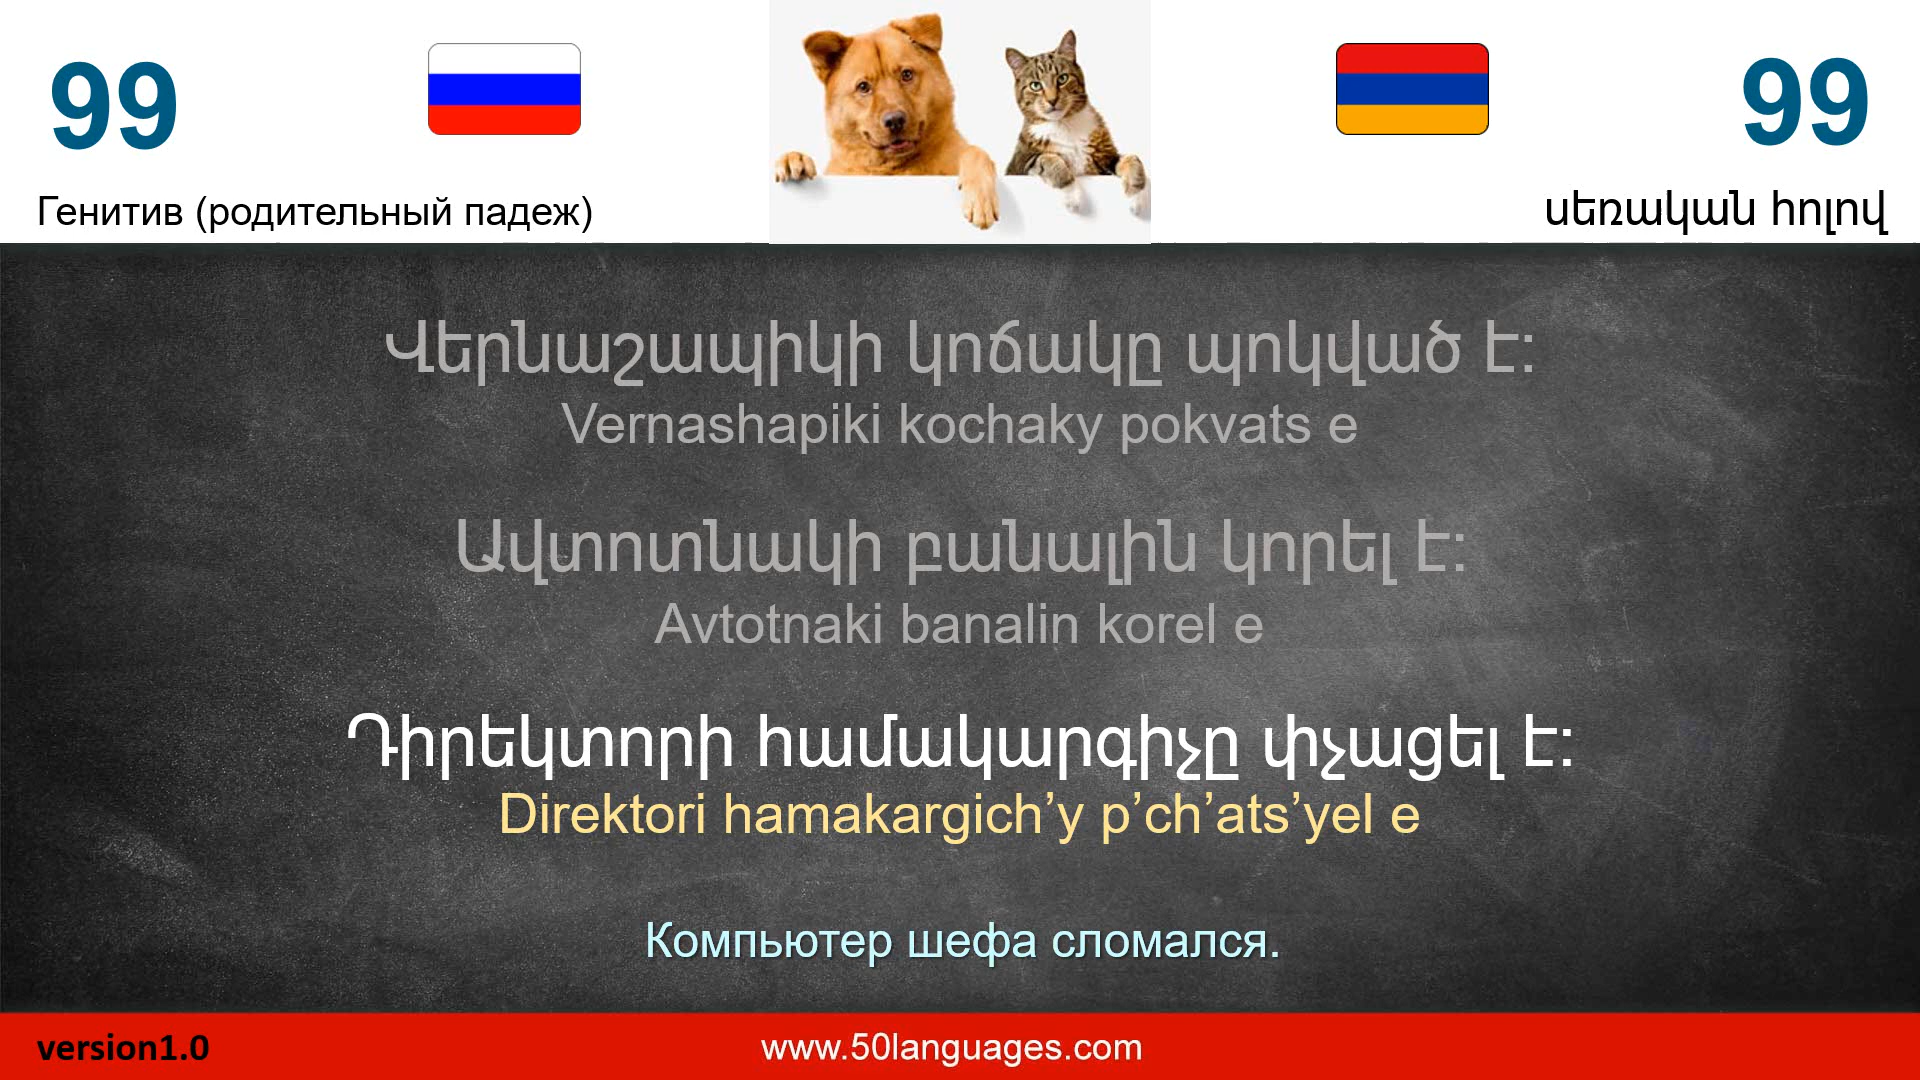 99
99
Генитив (родительный падеж)
սեռական հոլով
Վերնաշապիկի կոճակը պոկված է:
Vernashapiki kochaky pokvats e
Ավտոտնակի բանալին կորել է:
Avtotnaki banalin korel e
Դիրեկտորի համակարգիչը փչացել է:
Direktori hamakargich’y p’ch’ats’yel e
Компьютер шефа сломался.
version1.0
www.50languages.com